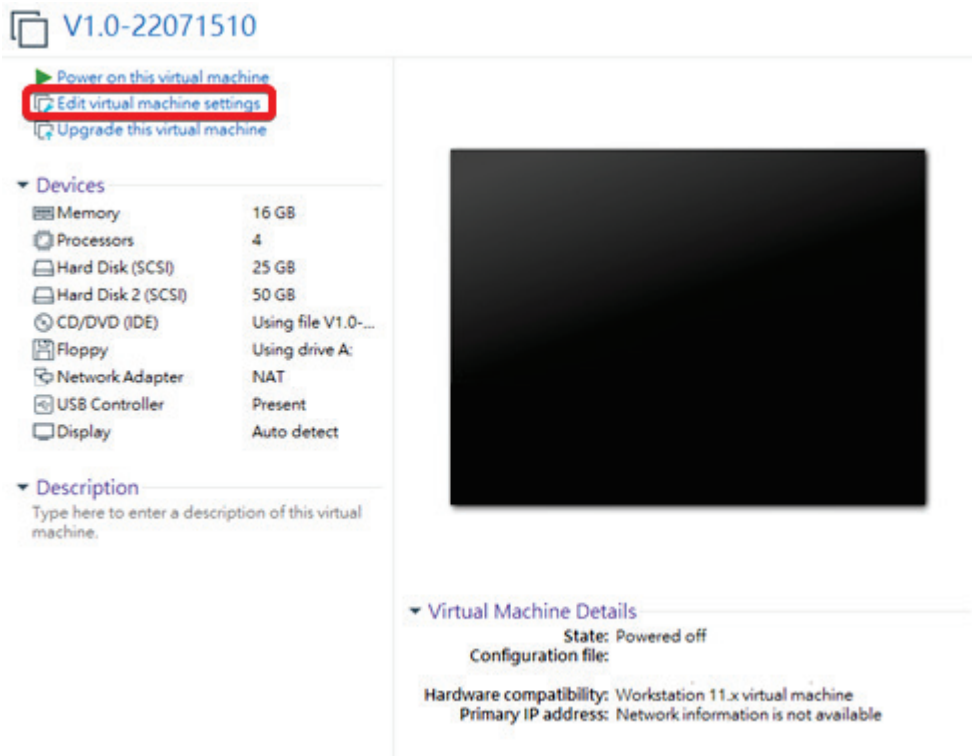 V1.0-22071510
Power on this virtual machine
Edit virtual machine settings
Upgrade this virtual machine
Devices
Memory 16 GB
Processors 4
Hard Disk (SCSI) 25 GB
Hard Disk 2 (SCSI) 50 GB
CD/DVD (IDE) Using file V1.0-...
Floppy Using drive A:
Network Adapter NAT
USB Controller Present
Display Auto detect
Description
Type here to enter a description of this virtual
machine.
Virtual Machine Details
State: Powered off
Configuration file:
Hardware compatibility: Workstation 11.x virtual machine
Primary IP address: Network information is not available